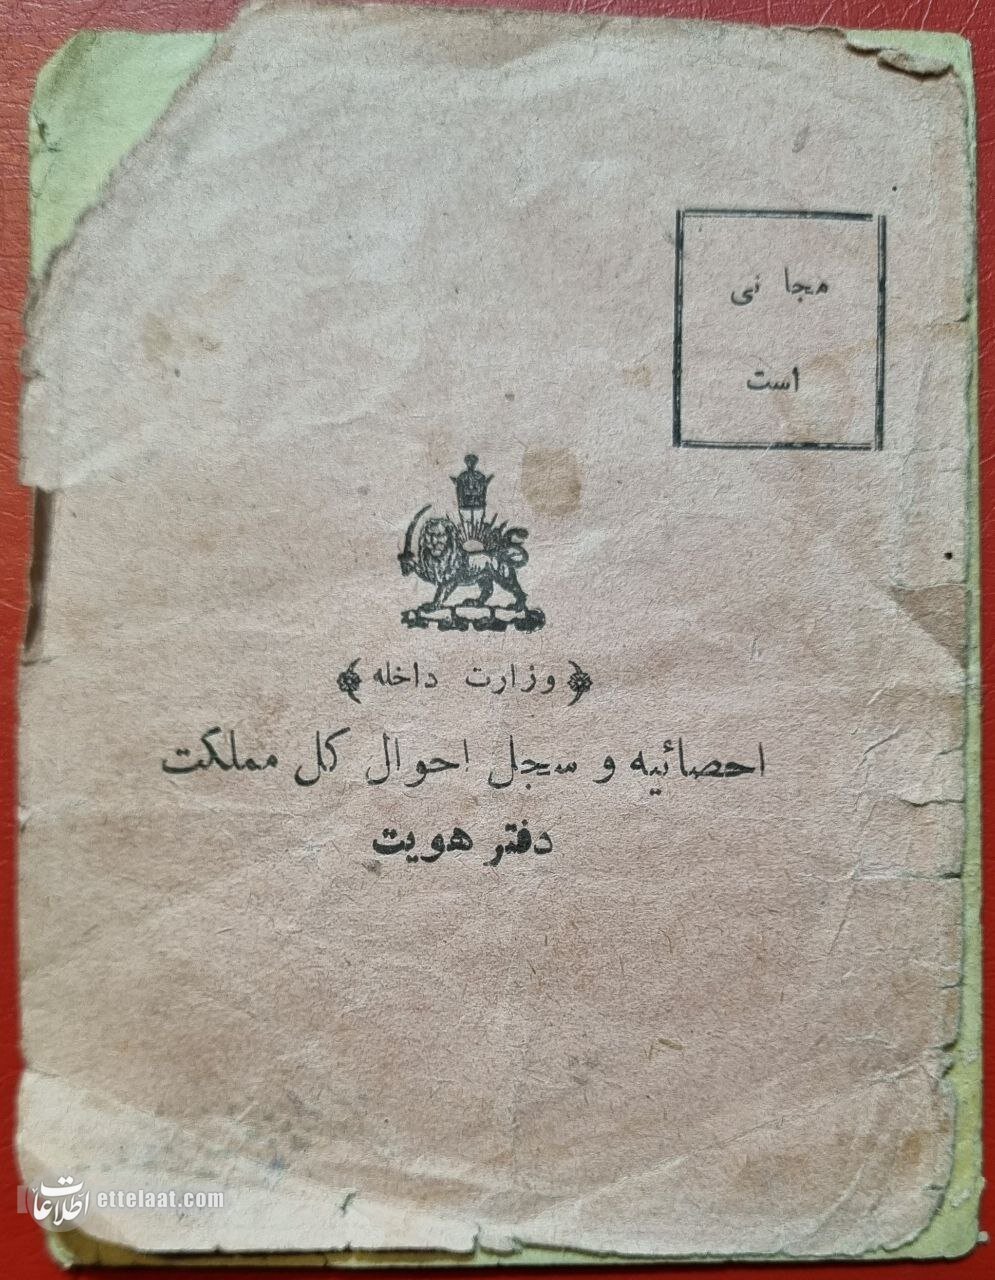 مجانی
است
وزارت داخله
احصائیه و سجل احوال کل مملکت
دفتر هویت
اطلاعات ettelaat.com